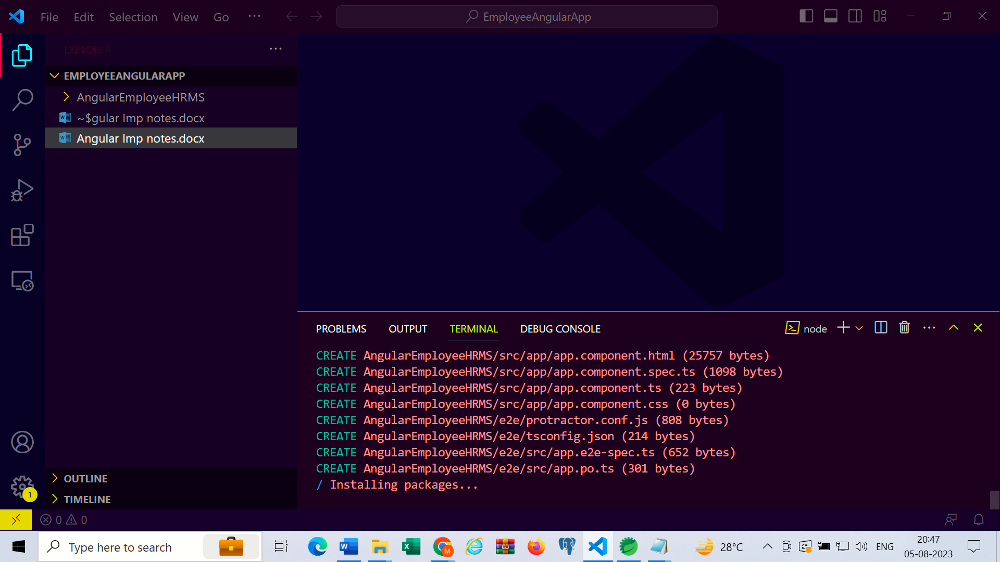 File Edit Selection View Go ...
EmployeeAngularApp
EXPLORER
EMPLOYEEANGULARAPP
AngularEmployeeHRMS
~$gular Imp notes.docx
Angular Imp notes.docx
OUTLINE
TIMELINE
PROBLEMS OUTPUT TERMINAL DEBUG CONSOLE
node
CREATE AngularEmployeeHRMS/src/app/app.component.html (25757 bytes)
CREATE AngularEmployeeHRMS/src/app/app.component.spec.ts (1098 bytes)
CREATE AngularEmployeeHRMS/src/app/app.component.ts (223 bytes)
CREATE AngularEmployeeHRMS/src/app/app.component.css (0 bytes)
CREATE AngularEmployeeHRMS/e2e/protractor.conf.js (808 bytes)
CREATE AngularEmployeeHRMS/e2e/tsconfig.json (214 bytes)
CREATE AngularEmployeeHRMS/e2e/src/app.e2e-spec.ts (652 bytes)
CREATE AngularEmployeeHRMS/e2e/src/app.po.ts (301 bytes)
/ Installing packages...
1
0 0
Type here to search
28°C
ENG
20:47
05-08-2023